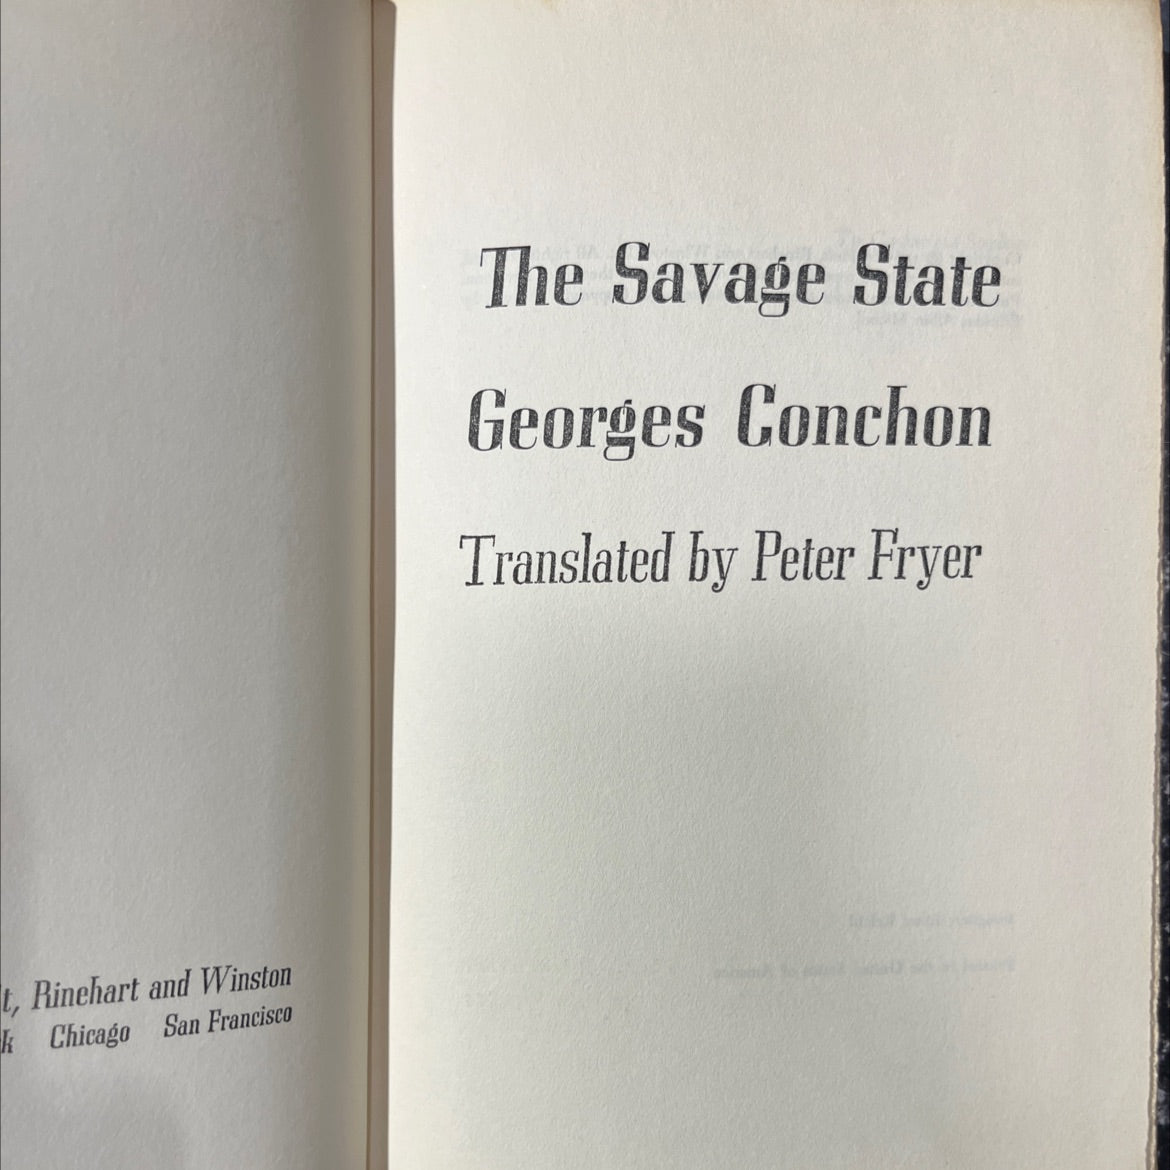 Rinehart and Winston
Chicago San Francisco
The Savage State
Georges Conchon
Translated by Peter Fryer